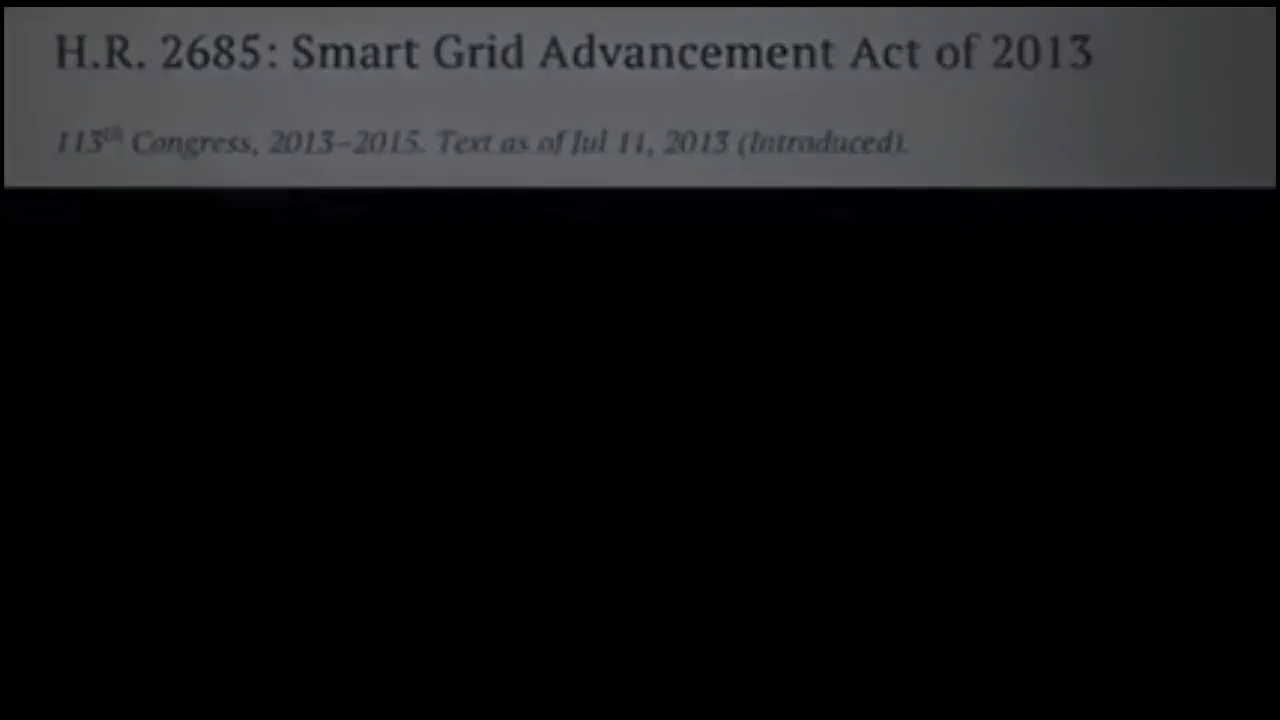 H.R. 2685: Smart Grid Advancement Act of 2013
113th Congress, 2013–2015. Text as of Jul 11, 2013 (Introduced).